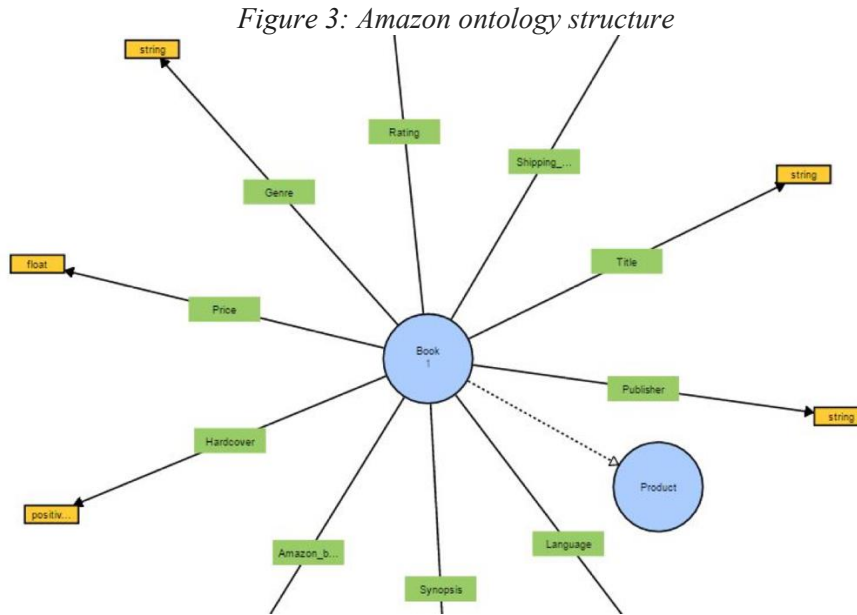 Figure 3: Amazon ontology structure
string
Rating
Shipping_...
Genre
string
Title
float
Price
Book
1
Publisher
string
Hardcover
Product
positiv...
Amazon_b...
Language
Synopsis